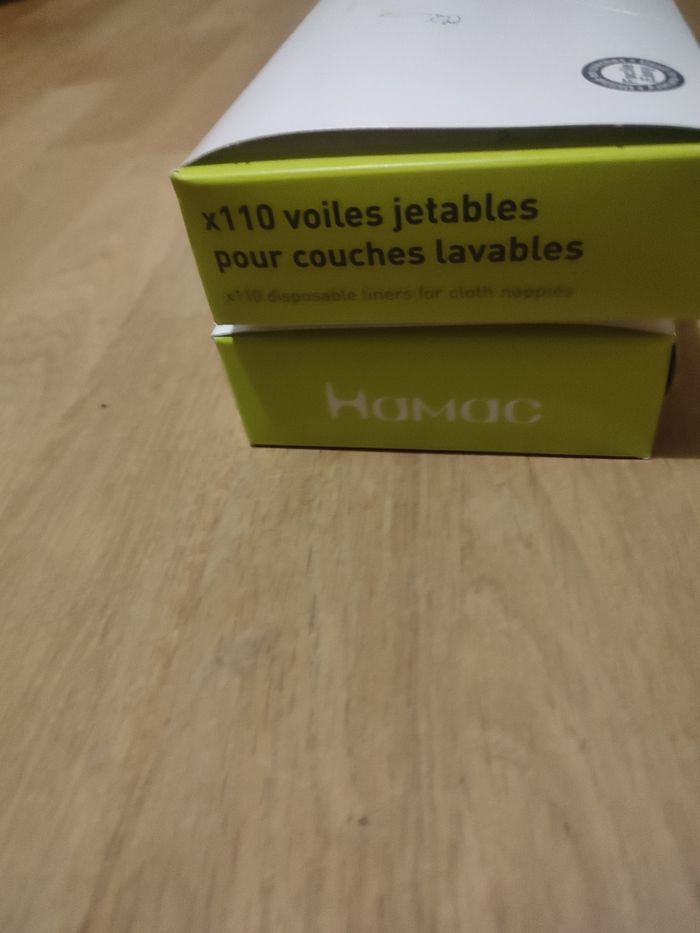 x110 voiles jetables
pour couches lavables
x110 disposable liners for cloth nappies
Hamac